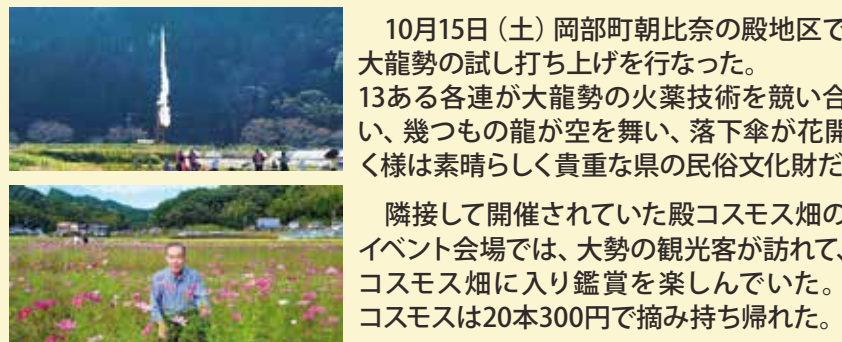 10月15日（土）岡部町朝比奈の殿地区で
大龍勢の試し打ち上げを行なった。
13ある各連が大龍勢の火薬技術を競い合
い、幾つもの龍が空を舞い、落下傘が花開
く様は素晴らしく貴重な県の民俗文化財だ
隣接して開催されていた殿コスモス畑の
イベント会場では、大勢の観光客が訪れて、
コスモス畑に入り鑑賞を楽しんでいた。
コスモスは20本300円で摘み持ち帰れた。